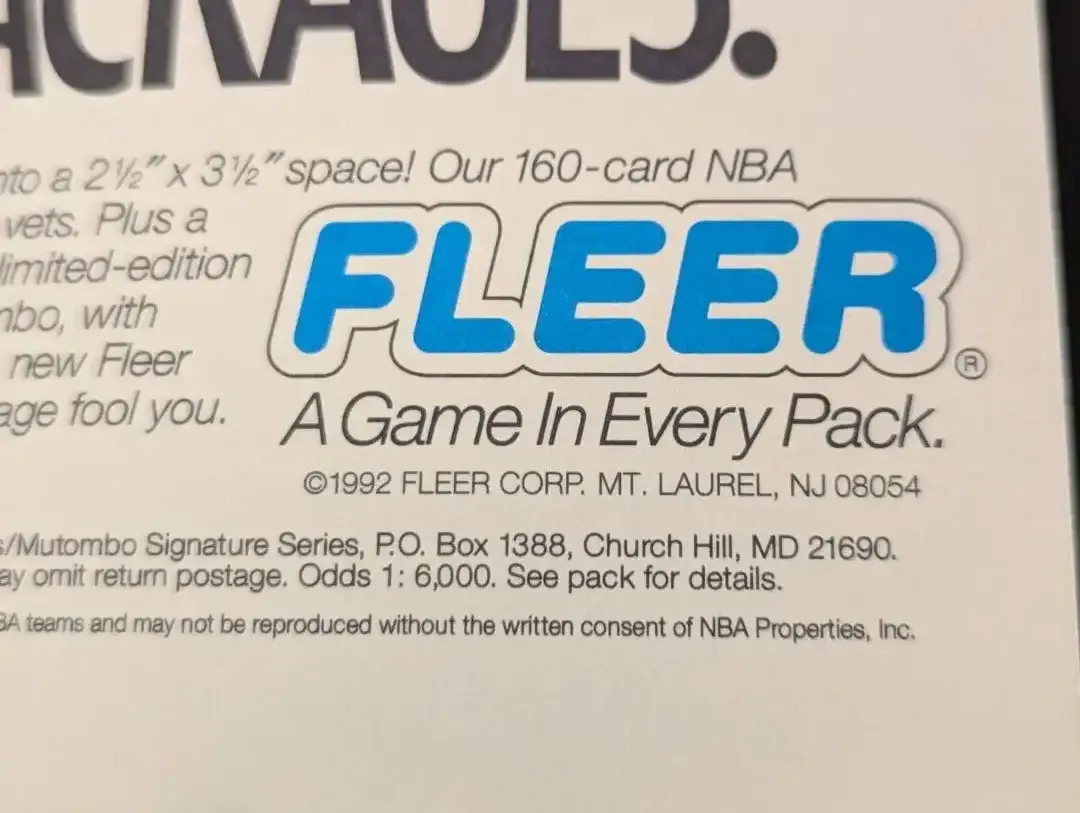 ACKAGES.
nto a 2½" x 3½" space! Our 160-card NBA
vets. Plus a
limited-edition
mbo, with
new Fleer
age fool you.
FLEER®
A Game In Every Pack.
©1992 FLEER CORP. MT. LAUREL, NJ 08054
s/Mutombo Signature Series, P.O. Box 1388, Church Hill, MD 21690.
ay omit return postage. Odds 1: 6,000. See pack for details.
BA teams and may not be reproduced without the written consent of NBA Properties, Inc.